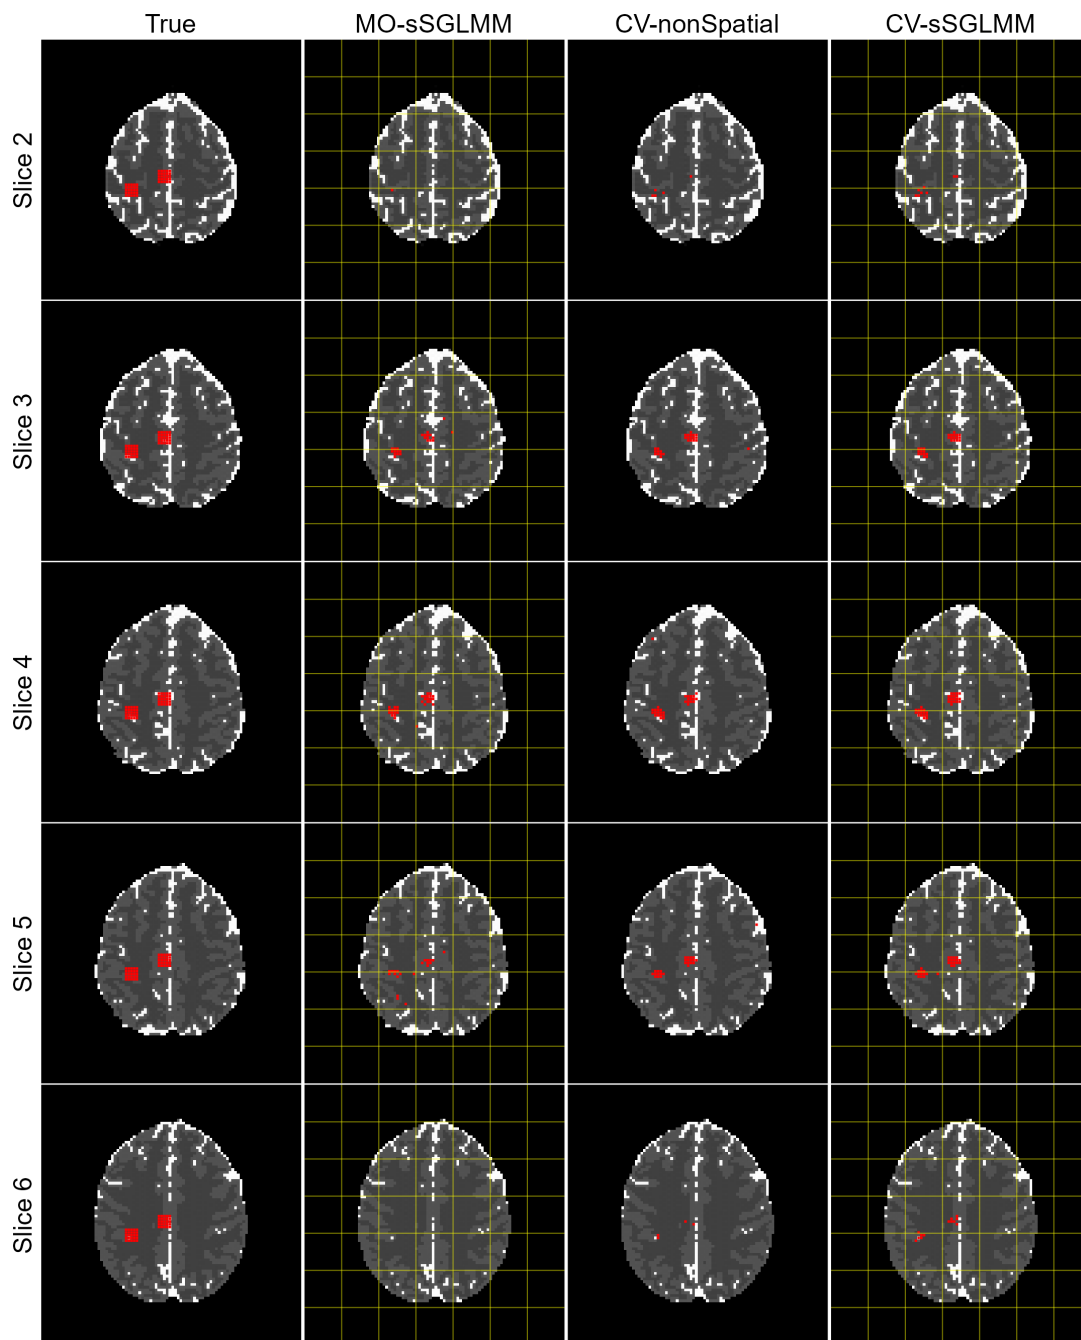 True MO-sSGLMM CV-nonSpatial CV-sSGLMM
Slice 2
Slice 3
Slice 4
Slice 5
Slice 6